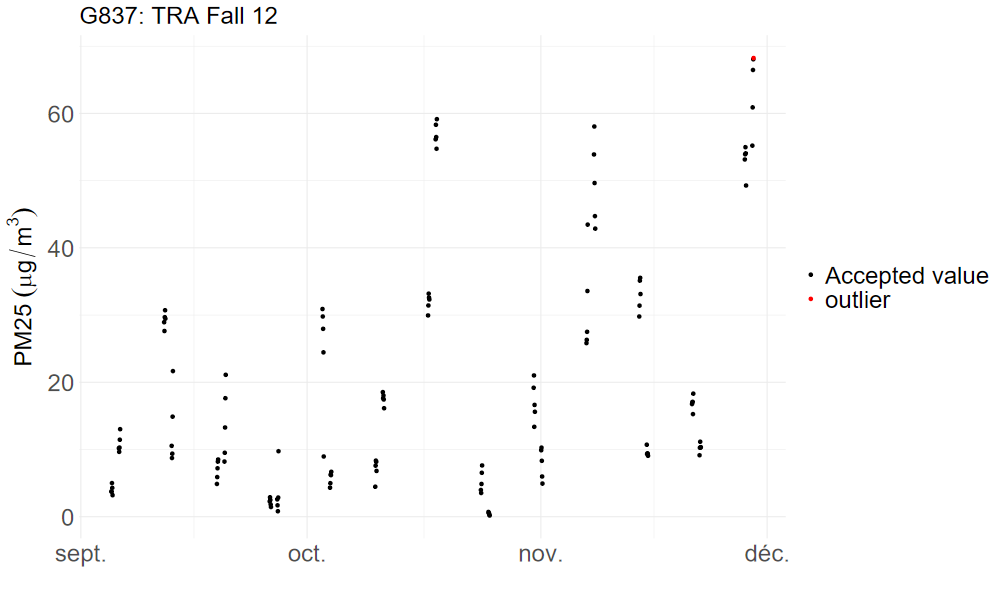 G837: TRA Fall 12
60
40
20
0
PM25 (μg/m³)
sept.
oct.
nov.
déc.
Accepted value
outlier